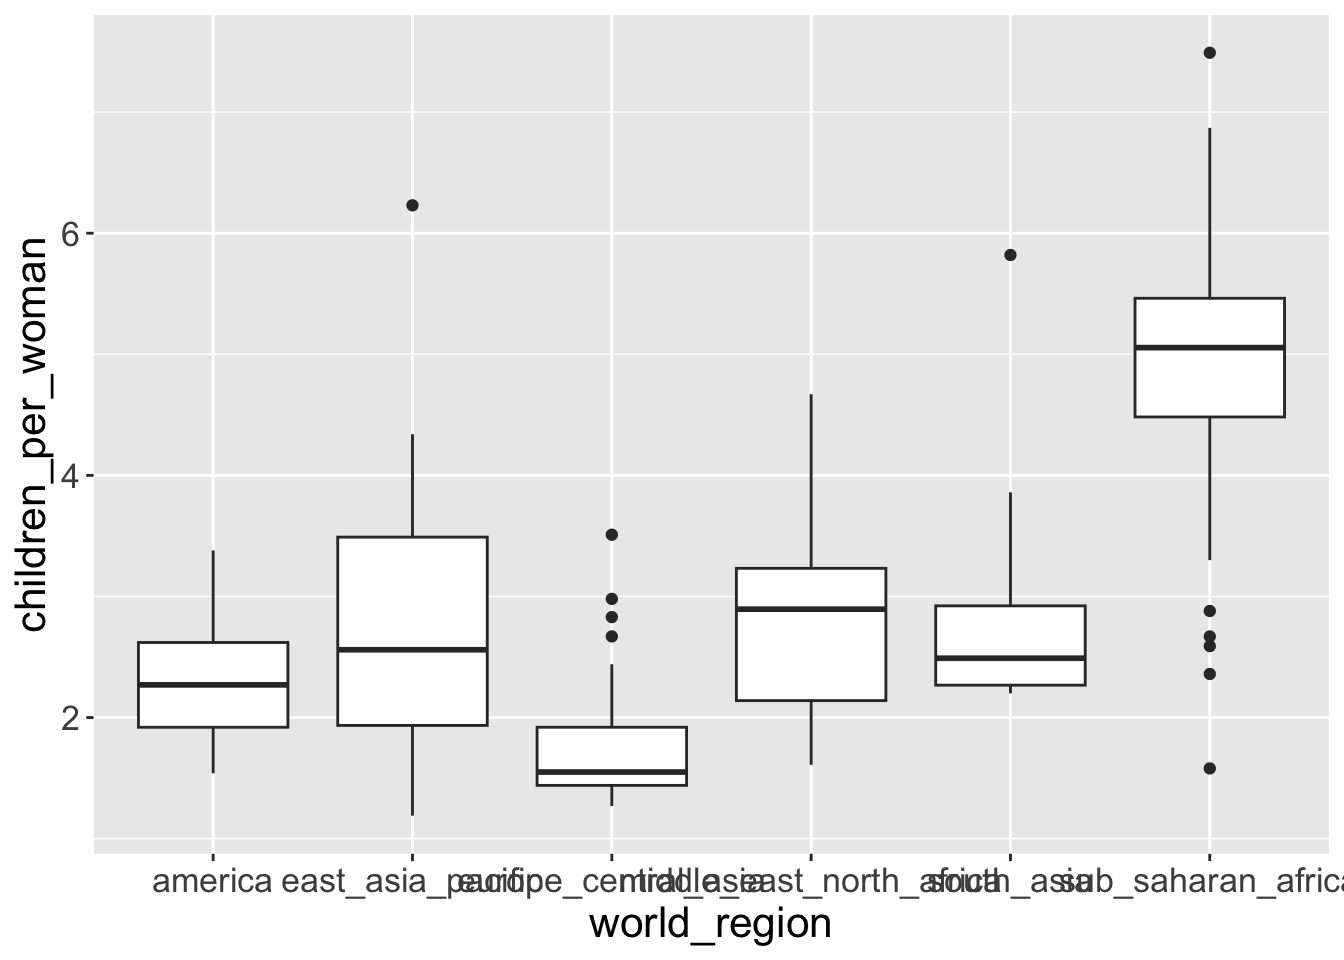 children_per_woman
6
4
2
america east_asia_pacific europe_central_asia middle_east_north_africa south_asia sub_saharan_africa
world_region